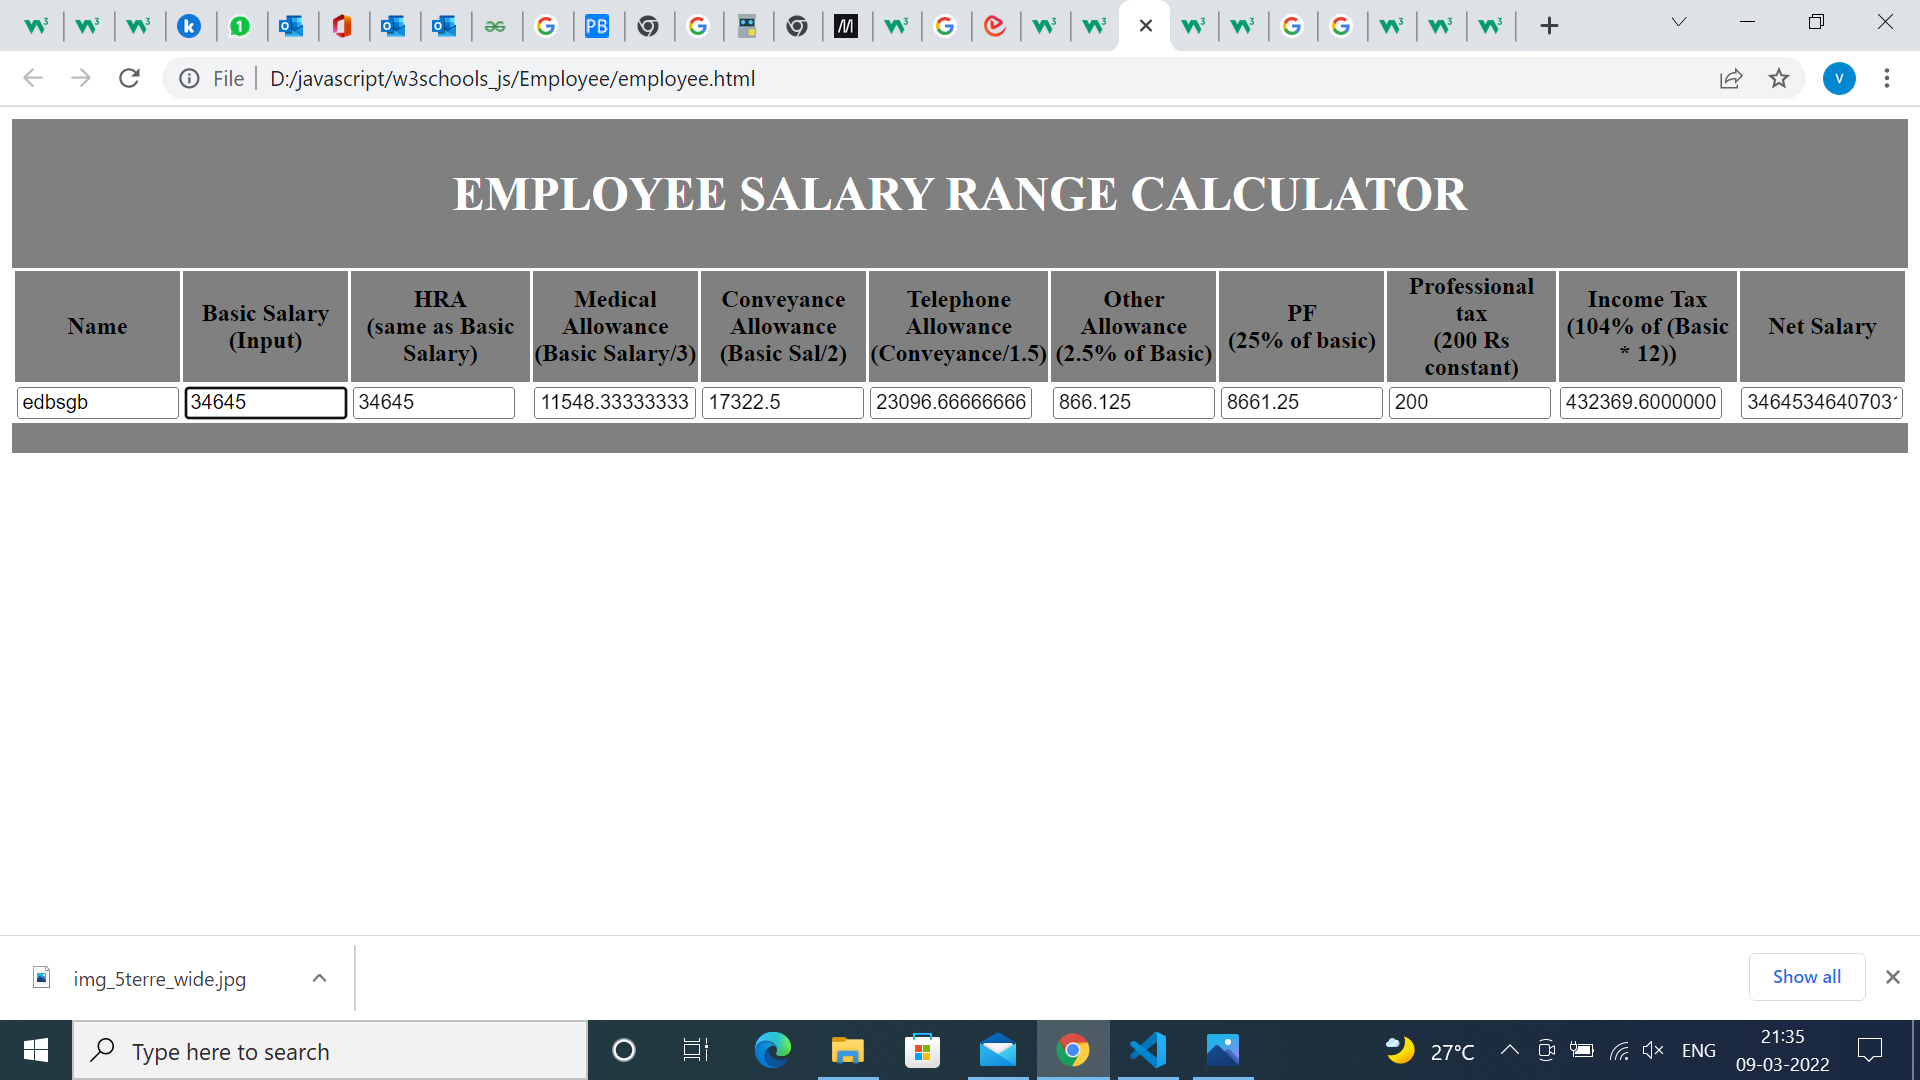 File
D:/javascript/w3schools_js/Employee/employee.html
V
EMPLOYEE SALARY RANGE CALCULATOR
Name
Basic Salary
(Input)
HRA
(same as Basic
Salary)
Medical
Allowance
(Basic Salary/3)
Conveyance
Allowance
(Basic Sal/2)
Telephone
Allowance
(Conveyance/1.5)
Other
Allowance
(2.5% of Basic)
PF
(25% of basic)
Professional
tax
(200 Rs
constant)
Income Tax
(104% of (Basic
* 12))
Net Salary
edbsgb
34645
34645
11548.33333333
17322.5
23096.66666666
866.125
8661.25
200
432369.6000000
3464534640703
img_5terre_wide.jpg
Show all
Type here to search
27°C
ENG
21:35
09-03-2022